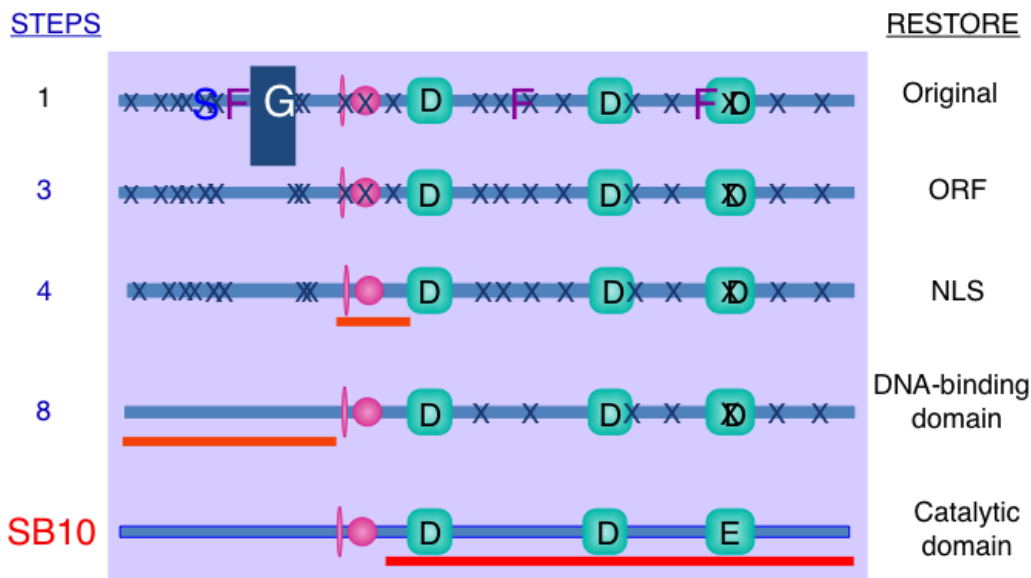 STEPS
RESTORE
1
X X X X S X X F G X X X X X D X X F X X D X X F X D X X
Original
3
X X X X X X X X X X X D X X X X D X X X D X X
ORF
4
X X X X X X X X D X X X X D X X X D X X
NLS
8
D X X D X X X D X X
DNA-binding
domain
SB10
D D E
Catalytic
domain